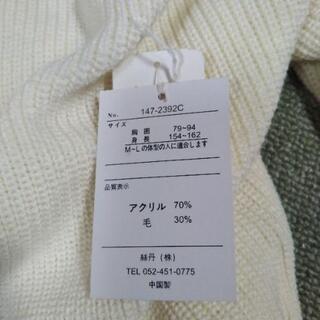 No. 147-2392C
サイズ
胸囲 79~94
身長 154~162
M~Lの体型の人に適合します
品質表示
アクリル 70%
毛 30%
絲丹(株)
TEL 052-451-0775
中国製